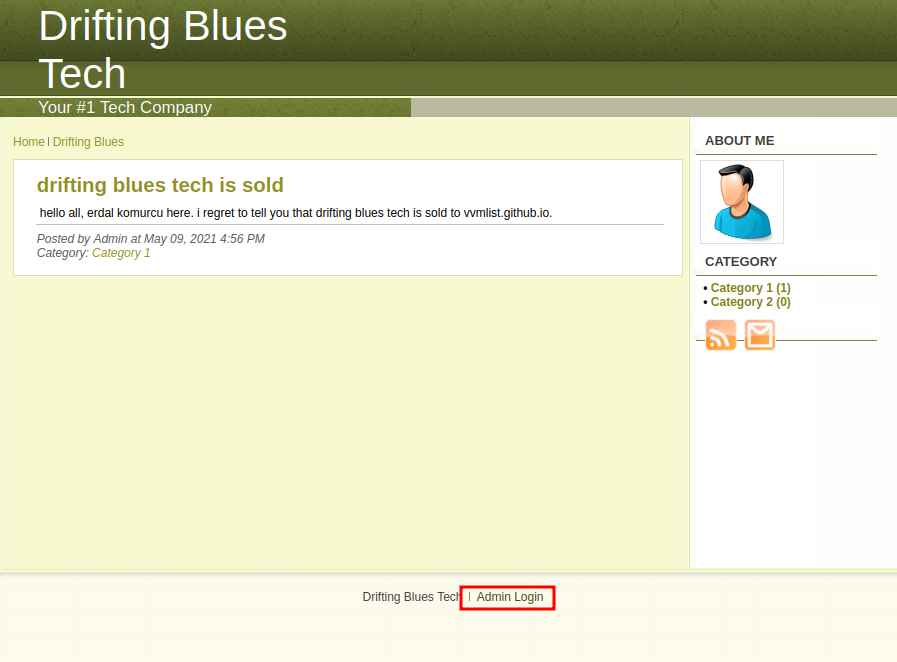 Drifting Blues
Tech
Your #1 Tech Company
Home | Drifting Blues
drifting blues tech is sold
hello all, erdal komurcu here. i regret to tell you that drifting blues tech is sold to vvmlist.github.io.
Posted by Admin at May 09, 2021 4:56 PM
Category: Category 1
ABOUT ME
CATEGORY
• Category 1 (1)
• Category 2 (0)
Drifting Blues Tech | Admin Login